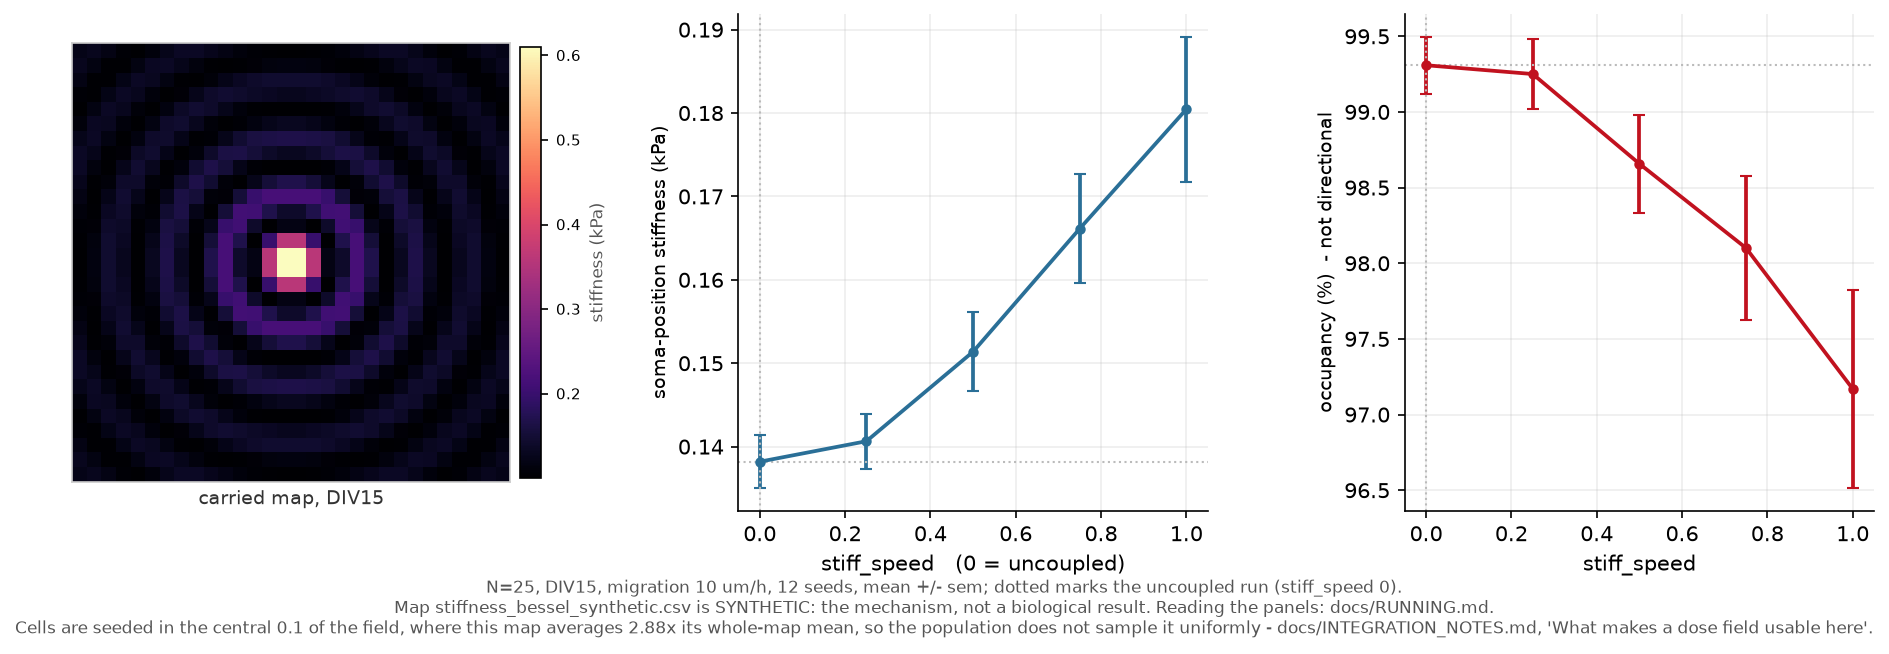 0.6
0.5
0.4
0.3
0.2
stiffness (kPa)
carried map, DIV15
0.19
0.18
0.17
0.16
0.15
0.14
soma-position stiffness (kPa)
0.0 0.2 0.4 0.6 0.8 1.0
stiff_speed (0 = uncoupled)
99.5
99.0
98.5
98.0
97.5
97.0
96.5
occupancy (%) - not directional
0.0 0.2 0.4 0.6 0.8 1.0
stiff_speed
N=25, DIV15, migration 10 um/h, 12 seeds, mean +/- sem; dotted marks the uncoupled run (stiff_speed 0).
Map stiffness_bessel_synthetic.csv is SYNTHETIC: the mechanism, not a biological result. Reading the panels: docs/RUNNING.md.
Cells are seeded in the central 0.1 of the field, where this map averages 2.88x its whole-map mean, so the population does not sample it uniformly - docs/INTEGRATION_NOTES.md, 'What makes a dose field usable here'.